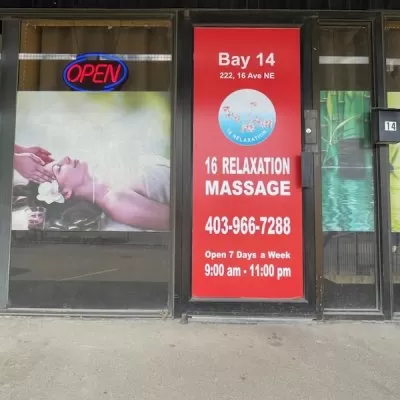 OPEN
Bay 14
222, 16 Ave NE
16 RELAXATION
16 RELAXATION
MASSAGE
403-966-7288
Open 7 Days a Week
9:00 am - 11:00 pm
14